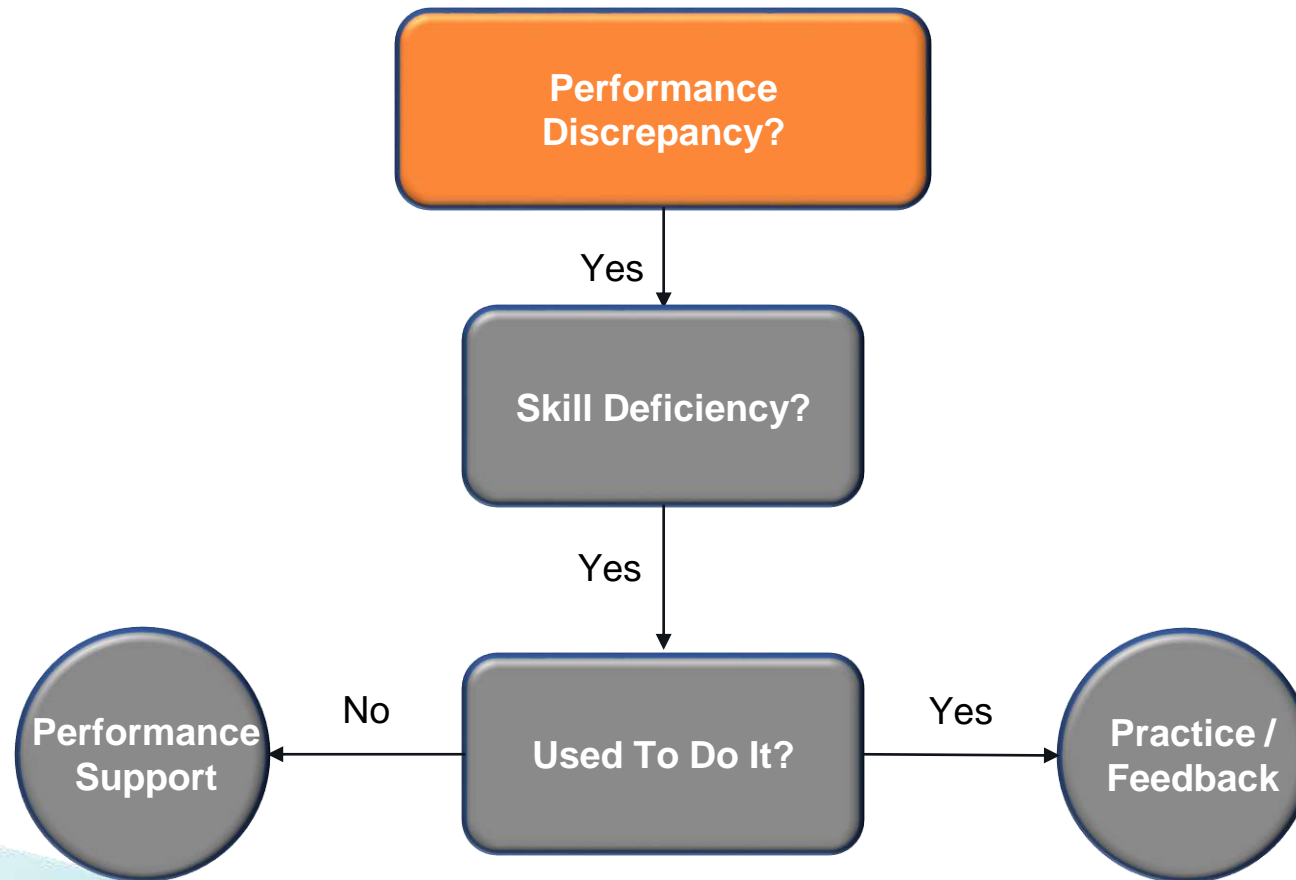 Performance
Discrepancy?
Yes
Skill Deficiency?
Yes
No
Yes
Performance
Support
Used To Do It?
Practice /
Feedback